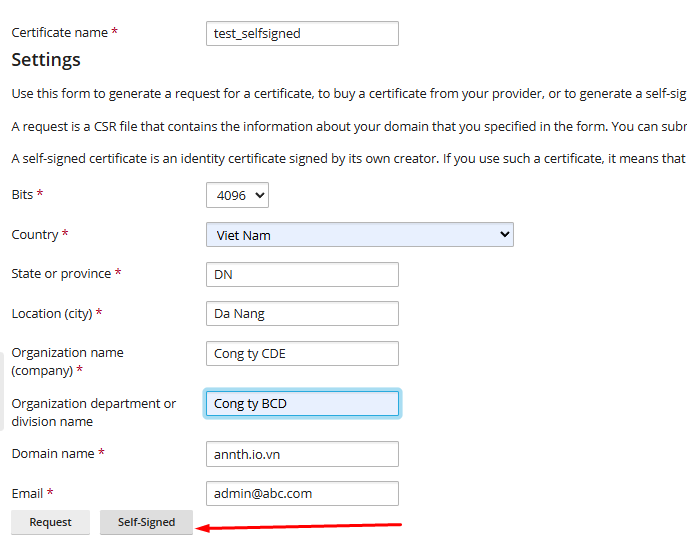 Certificate name *
test_selfsigned
Settings
Use this form to generate a request for a certificate, to buy a certificate from your provider, or to generate a self-sig
A request is a CSR file that contains the information about your domain that you specified in the form. You can subr
A self-signed certificate is an identity certificate signed by its own creator. If you use such a certificate, it means that
Bits *
4096
Country *
Viet Nam
State or province *
DN
Location (city) *
Da Nang
Organization name
(company) *
Cong ty CDE
Organization department or
division name
Cong ty BCD
Domain name *
annth.io.vn
Email *
admin@abc.com
Request
Self-Signed